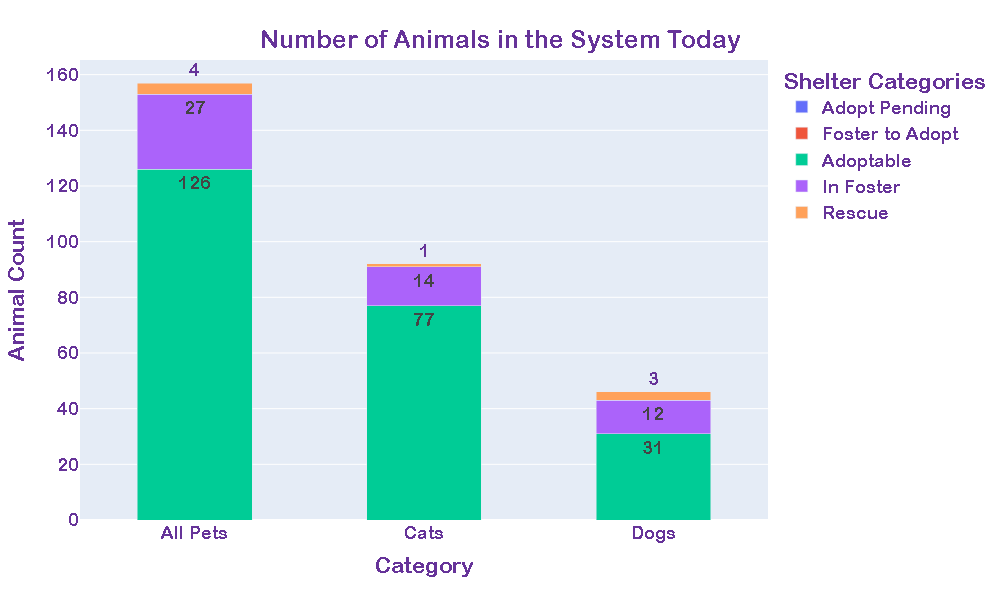 Number of Animals in the System Today
Animal Count
160
140
120
100
80
60
40
20
0
4
27
126
1
14
77
3
12
31
All Pets
Cats
Dogs
Category
Shelter Categories
Adopt Pending
Foster to Adopt
Adoptable
In Foster
Rescue